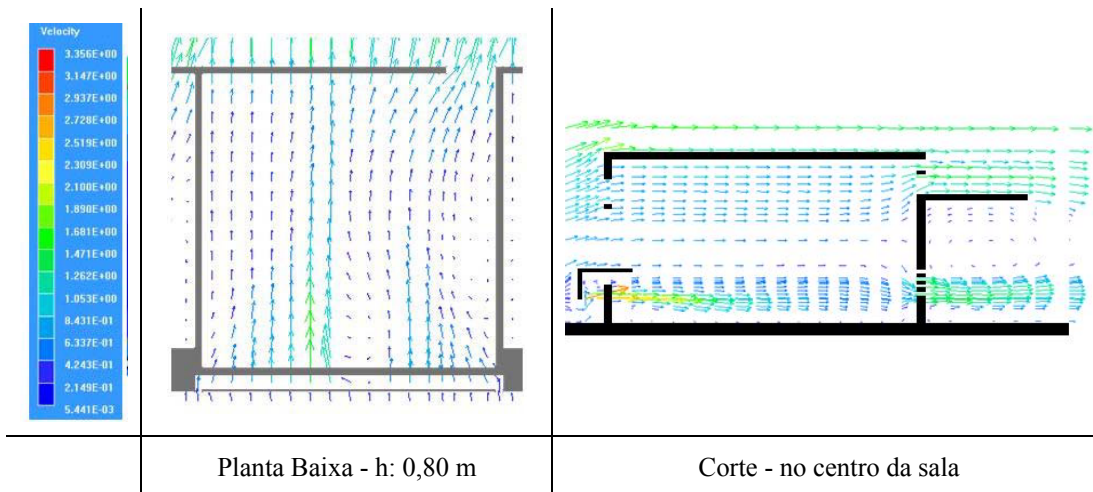 Velocity
3.356E+00
3.147E+00
2.937E+00
2.728E+00
2.519E+00
2.309E+00
2.100E+00
1.890E+00
1.681E+00
1.471E+00
1.262E+00
1.053E+00
8.431E-01
6.337E-01
4.243E-01
2.149E-01
5.441E-03
Planta Baixa - h: 0,80 m
Corte - no centro da sala